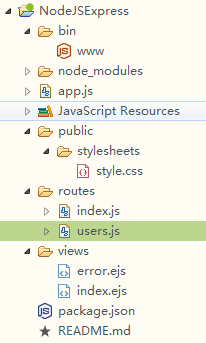 NodeJSExpress
bin
www
node_modules
app.js
JavaScript Resources
public
stylesheets
style.css
routes
index.js
users.js
views
error.ejs
index.ejs
package.json
README.md